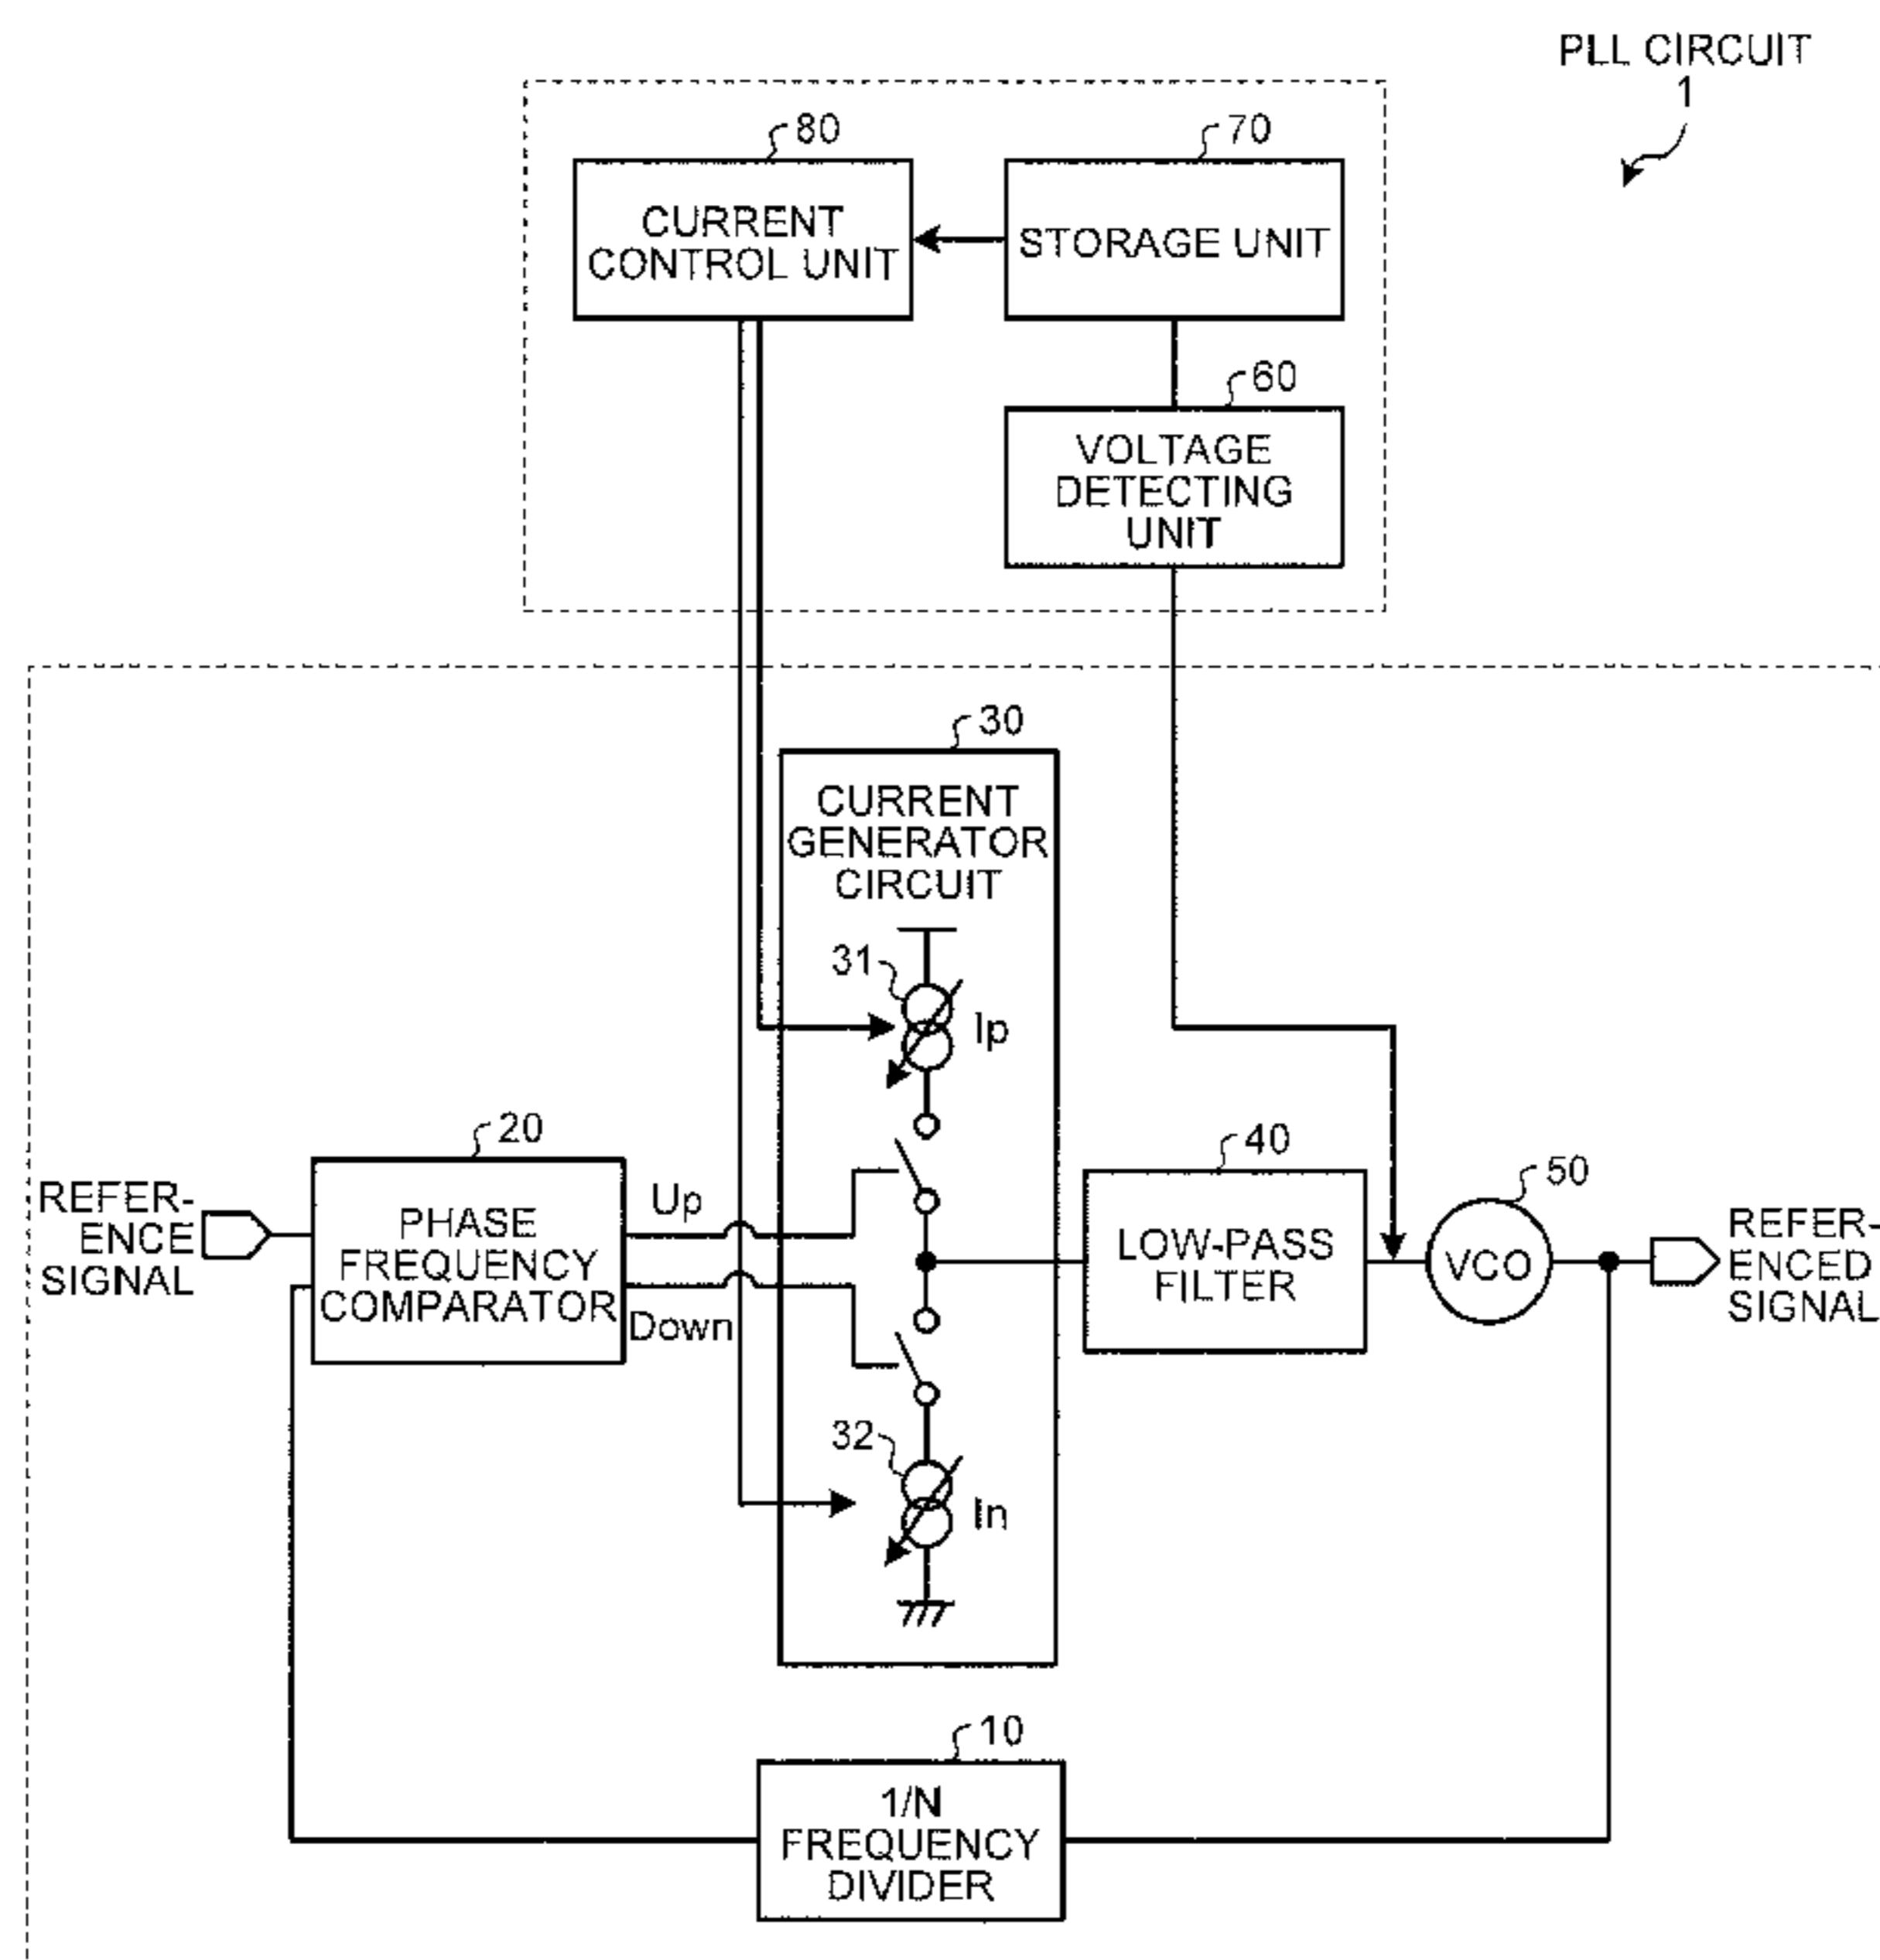 PLL CIRCUIT
1
80
70
CURRENT
CONTROL UNIT
STORAGE UNIT
60
VOLTAGE
DETECTING
UNIT
30
CURRENT
GENERATOR
CIRCUIT
31
Ip
20
40
50
REFER-
ENCE
SIGNAL
PHASE
FREQUENCY
COMPARATOR
Up
Down
LOW-PASS
FILTER
VCO
REFER-
ENCED
SIGNAL
32
In
10
1/N
FREQUENCY
DIVIDER